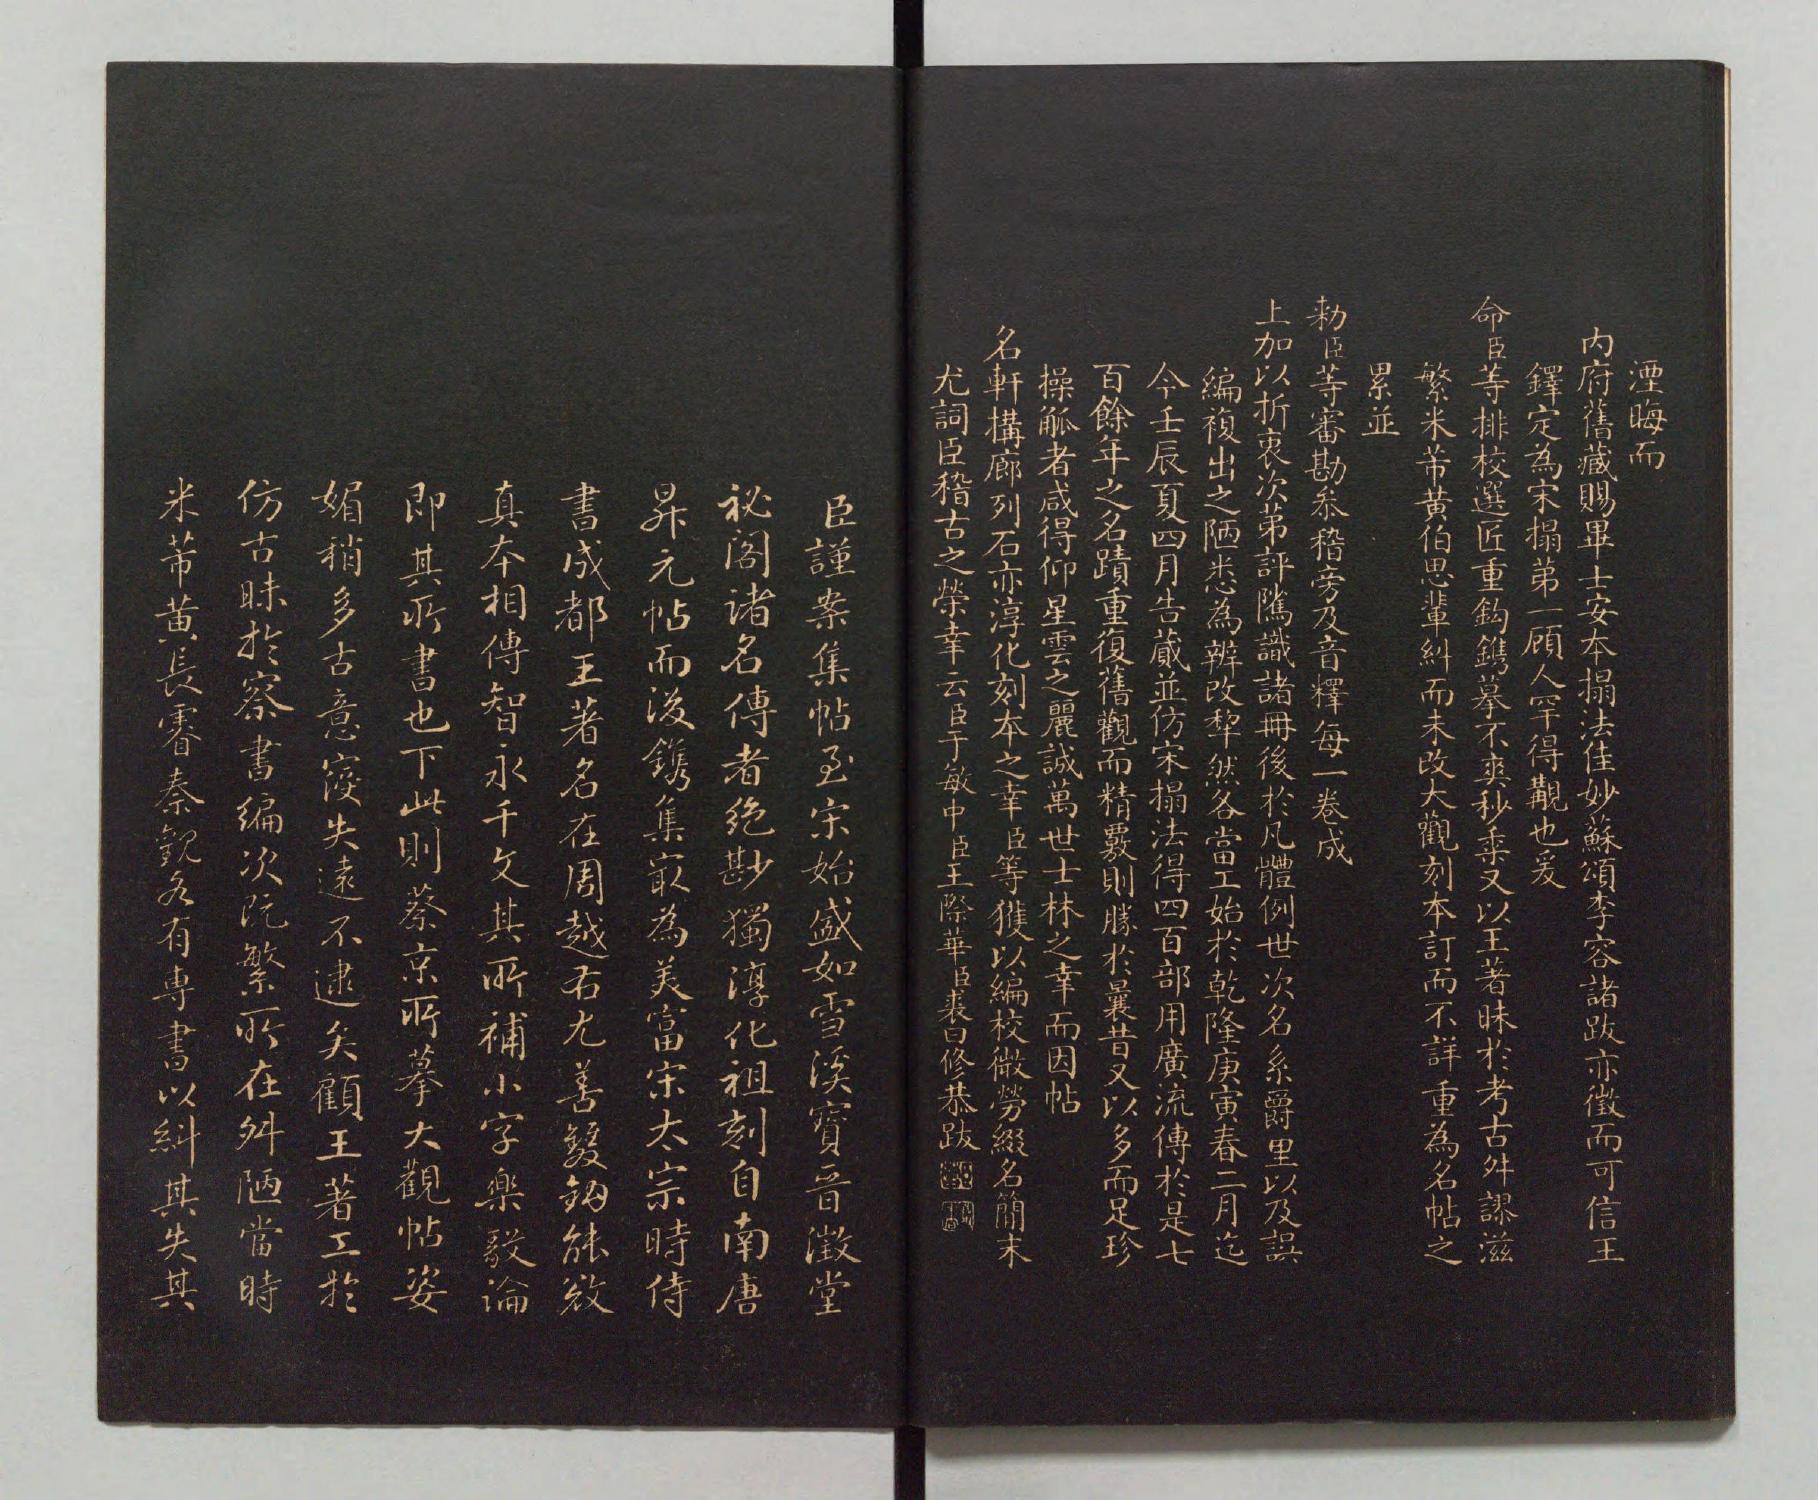 湮晦而
內府舊藏賜畢士安本搨法佳妙蘇頌李容諸跋亦徵而可信王
鐸定為宋搨第一顧人罕得覯也爰
命臣等排校選匠重鈎鐫摹不爽秒黍又以王著昧於考古舛謬滋
繁米芾黃伯思輩糾而未改大觀刻本訂而不詳重為名帖之
累並
勅臣等審勘叅稽旁及音釋每一卷成
上加以折衷次第評隲識諸冊後於凡體例世次名系爵里以及誤
編複出之陋悉為辨改犂然各當工始於乾隆庚寅春二月迄
今壬辰夏四月告蕆並仿宋搨法得四百部用廣流傳於是七
百餘年之名蹟重復舊觀而精覈則勝於曩昔又以多而足珍
操觚者咸得仰星雲之麗誠萬世士林之幸而因帖
名軒構廊列石亦淳化刻本之幸臣等獲以編校微勞綴名簡末
尤詞臣稽古之榮幸云臣于敏中臣王際華臣裘曰修恭跋
臣謹案集帖至宋始盛如雪溪寶晉澂堂
祕閣諸名傳者絶尠獨淳化祖刻自南唐
昇元帖而後鐫集㝡為美富宋太宗時侍
書成都王著名在周越右尤善雙鈎能敓
真本相傳智永千文其所補小字樂毅論
即其所書也下此則蔡京所摹大觀帖姿
媚稍多古意寖失遠不逮矣顧王著工於
仿古昧於察書編次阮繁所在舛陋當時
米芾黃長睿秦觀各有專書以糾其失其